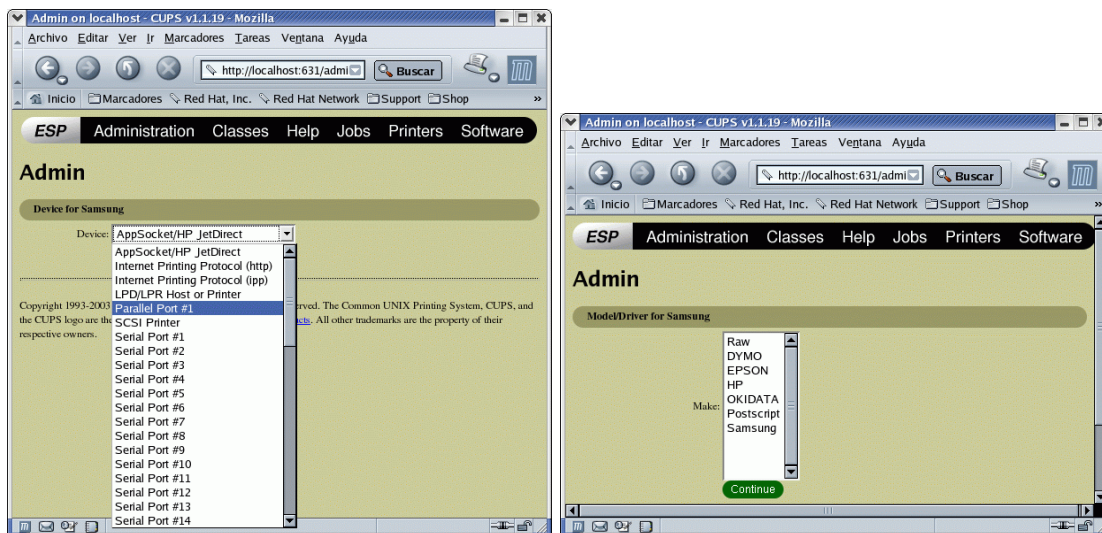 Admin on localhost - CUPS v1.1.19 - Mozilla
Archivo Editar Ver Ir Marcadores Tareas Ventana Ayuda
http://localhost:631/admi Buscar
Inicio Marcadores Red Hat, Inc. Red Hat Network Support Shop »
ESP Administration Classes Help Jobs Printers Software
Admin
Device for Samsung
Device: AppSocket/HP JetDirect
AppSocket/HP JetDirect
Internet Printing Protocol (http)
Internet Printing Protocol (ipp)
LPD/LPR Host or Printer
Parallel Port #1
SCSI Printer
Serial Port #1
Serial Port #2
Serial Port #3
Serial Port #4
Serial Port #5
Serial Port #6
Serial Port #7
Serial Port #8
Serial Port #9
Serial Port #10
Serial Port #11
Serial Port #12
Serial Port #13
Serial Port #14
Copyright 1993-2003 The Common UNIX Printing System, CUPS, and
the CUPS logo are the All other trademarks are the property of their
respective owners.
Admin on localhost - CUPS v1.1.19 - Mozilla
Archivo Editar Ver Ir Marcadores Tareas Ventana Ayuda
http://localhost:631/admi Buscar
Inicio Marcadores Red Hat, Inc. Red Hat Network Support Shop »
ESP Administration Classes Help Jobs Printers Software
Admin
Model/Driver for Samsung
Make:
Raw
DYMO
EPSON
HP
OKIDATA
Postscript
Samsung
Continue